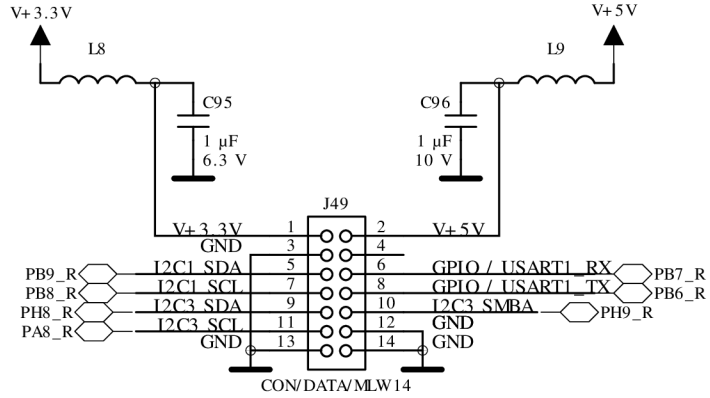 V+3.3V
V+5V
L8
L9
C95
C96
1 µF
6.3 V
1 µF
10 V
J49
V+3.3V 1 2 V+5V
GND 3 4
PB9_R I2C1_SDA 5 6 GPIO / USART1_RX PB7_R
PB8_R I2C1_SCL 7 8 GPIO / USART1_TX PB6_R
PH8_R I2C3_SDA 9 10 I2C3_SMBA PH9_R
PA8_R I2C3_SCL 11 12 GND
GND 13 14 GND
CON/DATA/MLW14